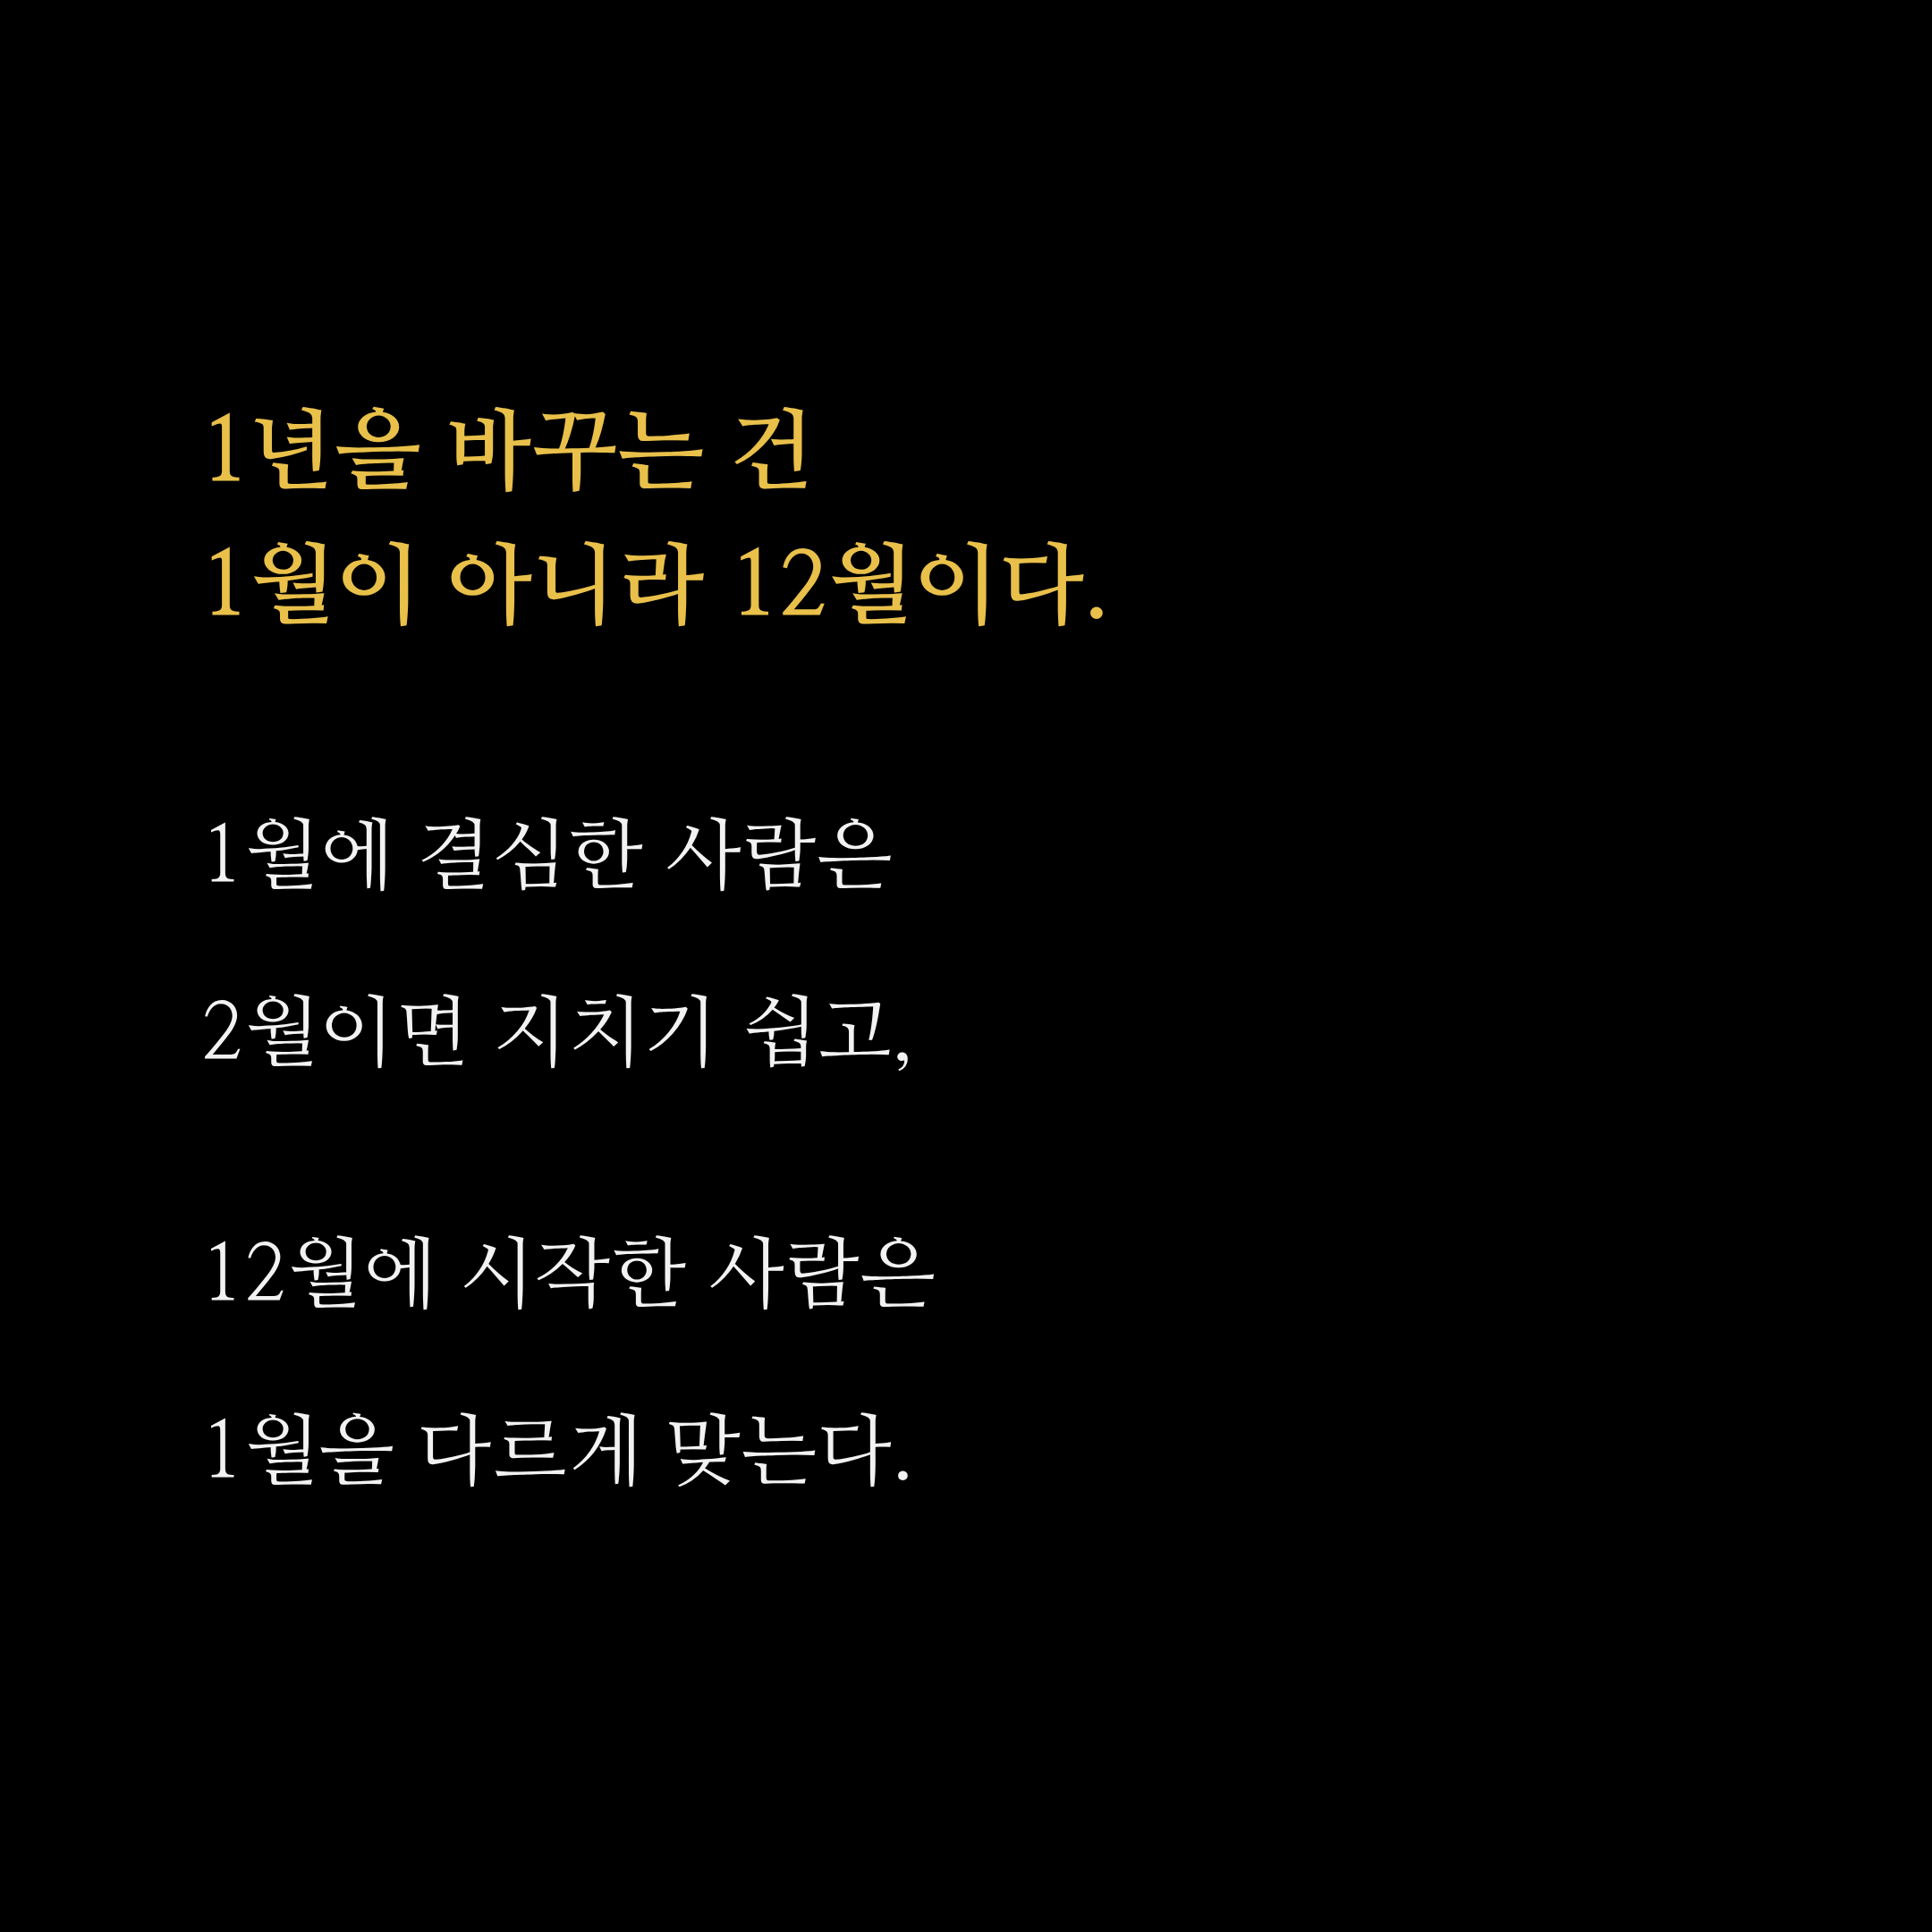 1년을 바꾸는 건
1월이 아니라 12월이다.
1월에 결심한 사람은
2월이면 지치기 쉽고,
12월에 시작한 사람은
1월을 다르게 맞는다.